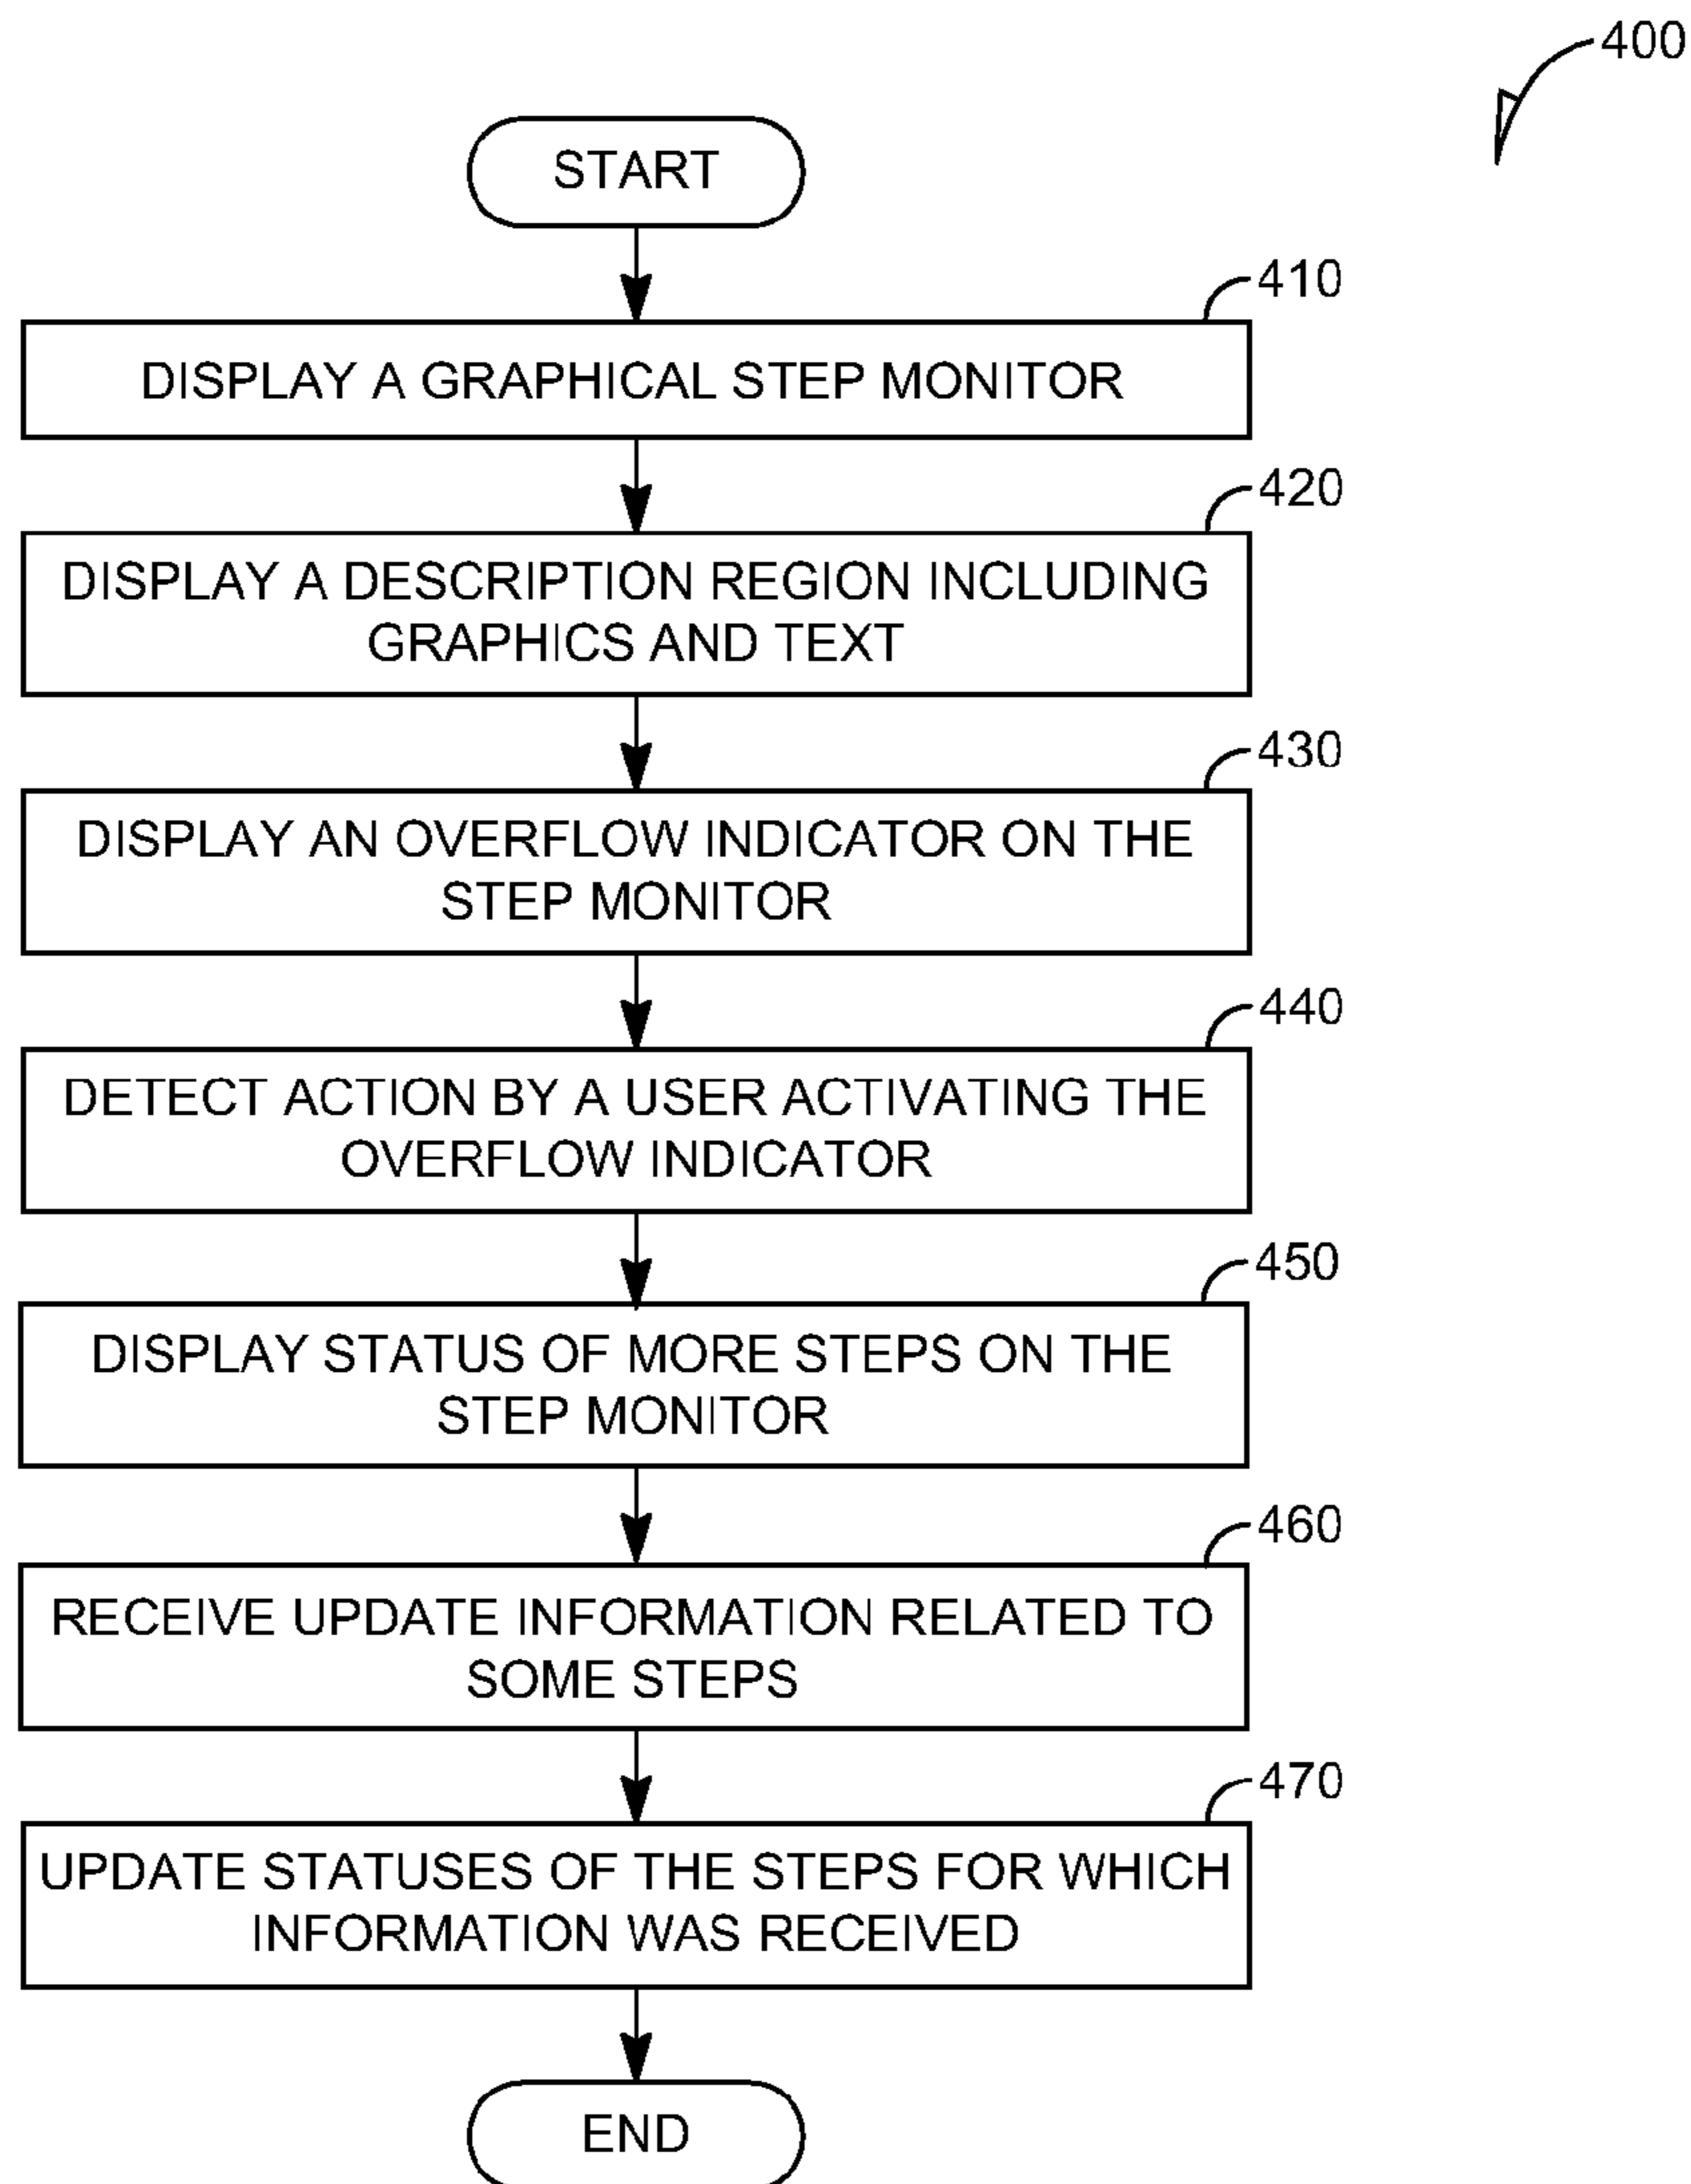 400
START
410
DISPLAY A GRAPHICAL STEP MONITOR
420
DISPLAY A DESCRIPTION REGION INCLUDING
GRAPHICS AND TEXT
430
DISPLAY AN OVERFLOW INDICATOR ON THE
STEP MONITOR
440
DETECT ACTION BY A USER ACTIVATING THE
OVERFLOW INDICATOR
450
DISPLAY STATUS OF MORE STEPS ON THE
STEP MONITOR
460
RECEIVE UPDATE INFORMATION RELATED TO
SOME STEPS
470
UPDATE STATUSES OF THE STEPS FOR WHICH
INFORMATION WAS RECEIVED
END